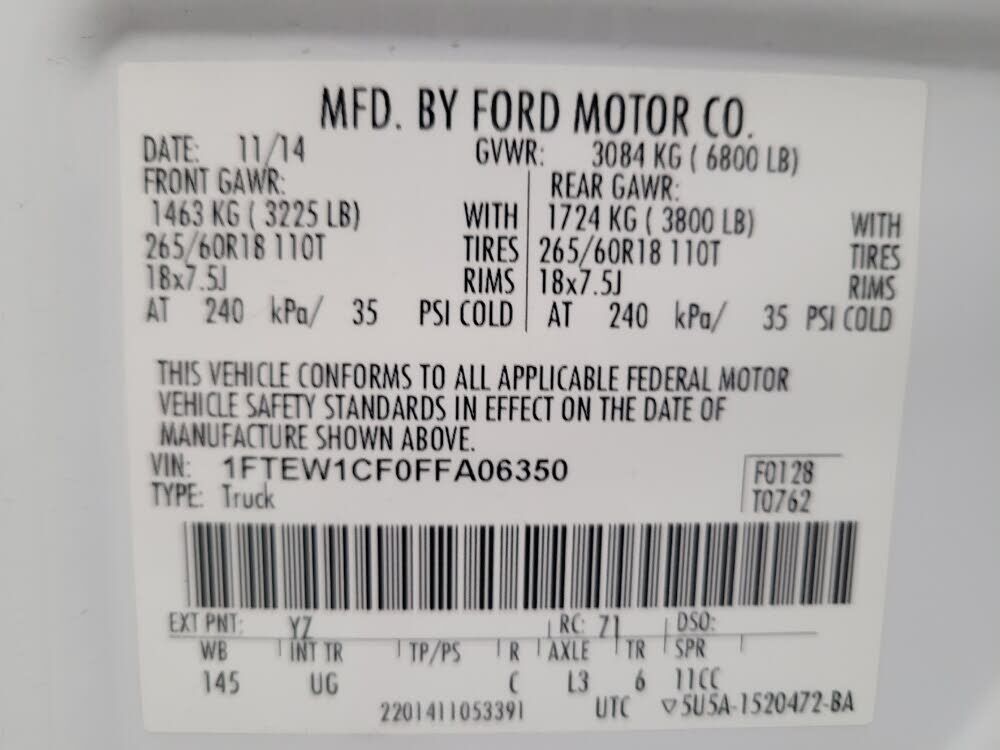 MFD. BY FORD MOTOR CO.
DATE: 11/14 GVWR: 3084 KG ( 6800 LB)
FRONT GAWR: REAR GAWR:
1463 KG ( 3225 LB) WITH 1724 KG ( 3800 LB) WITH
265/60R18 110T TIRES 265/60R18 110T TIRES
18x7.5J RIMS 18x7.5J RIMS
AT 240 kPa/ 35 PSI COLD AT 240 kPa/ 35 PSI COLD
THIS VEHICLE CONFORMS TO ALL APPLICABLE FEDERAL MOTOR
VEHICLE SAFETY STANDARDS IN EFFECT ON THE DATE OF
MANUFACTURE SHOWN ABOVE.
VIN: 1FTEW1CF0FFA06350 F0128
TYPE: Truck T0762
EXT PNT: YZ RC: 71 DSO:
WB INT TR TP/PS R AXLE TR SPR
145 UG C L3 6 11CC
2201411053391 UTC ▽5U5A-1520472-BA